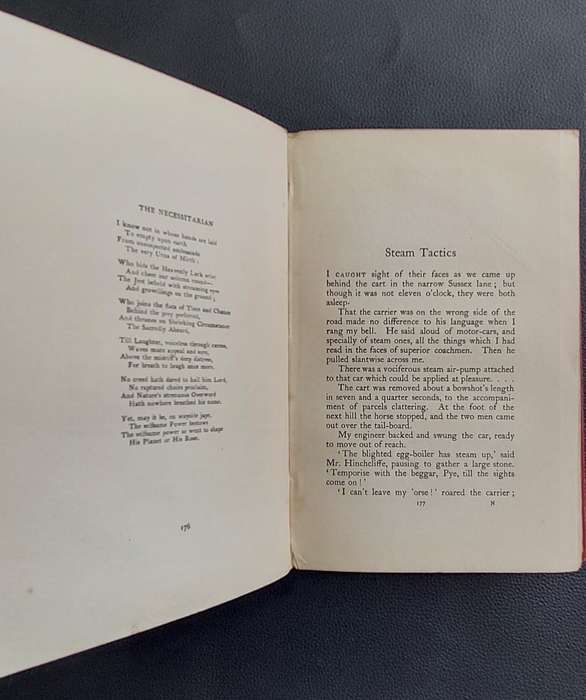 THE NECESSITARIAN
I know not in whose hands are laid
To empty upon earth
From unsuspected ambuscade
The very Urns of Mirth:
Who bids the Heavenly Lark arise
And cheer our solemn round—
The Jest beheld with streaming eyes
And grovellings on the ground;
Who joins the flats of Time and Chance
Behind the prey preferred,
And thrones on Shrieking Circumstance
The Sacredly Absurd,
Till Laughter, voiceless through excess,
Waves mute appeal and sore,
Above the midriff's deep distress,
For breath to laugh once more.
No creed hath dared to hail him Lord,
No raptured choirs proclaim,
And Nature's strenuous Overword
Hath nowhere breathed his name.
Yet, may it be, on wayside jape,
The selfsame Power bestows
The selfsame power as went to shape
His Planet or His Rose.
176
Steam Tactics
I CAUGHT sight of their faces as we came up
behind the cart in the narrow Sussex lane; but
though it was not eleven o'clock, they were both
asleep.
That the carrier was on the wrong side of the
road made no difference to his language when I
rang my bell. He said aloud of motor-cars, and
specially of steam ones, all the things which I had
read in the faces of superior coachmen. Then he
pulled slantwise across me.
There was a vociferous steam air-pump attached
to that car which could be applied at pleasure. . . .
The cart was removed about a bowshot's length
in seven and a quarter seconds, to the accompani-
ment of parcels clattering. At the foot of the
next hill the horse stopped, and the two men came
out over the tail-board.
My engineer backed and swung the car, ready
to move out of reach.
'The blighted egg-boiler has steam up,' said
Mr. Hinchcliffe, pausing to gather a large stone.
'Temporise with the beggar, Pye, till the sights
come on!'
'I can't leave my 'orse!' roared the carrier;
177 N